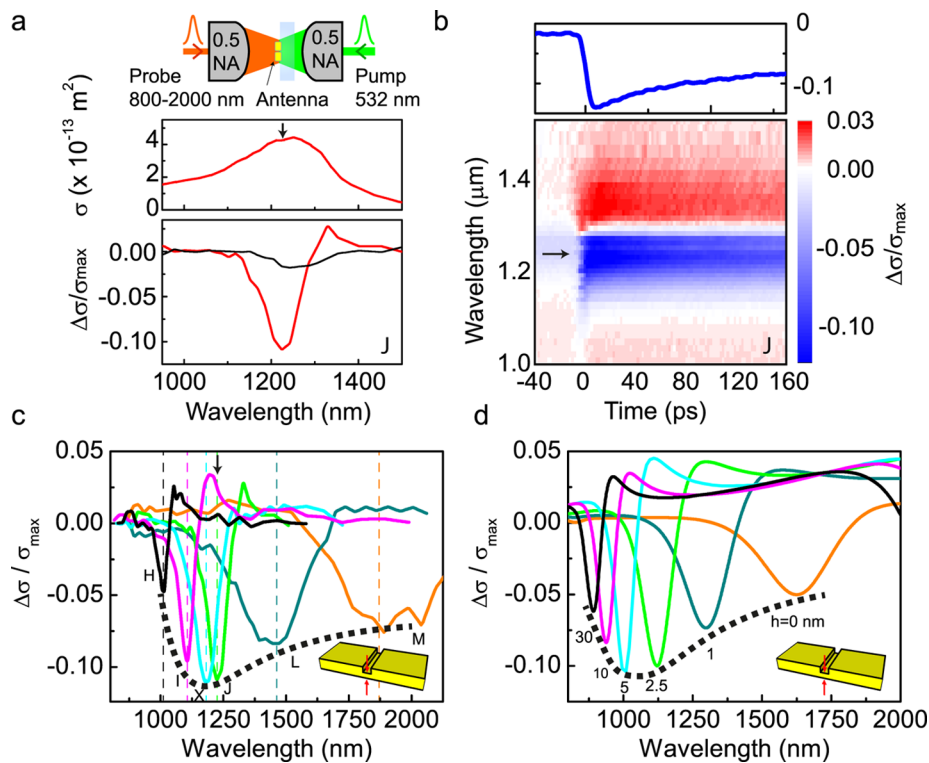 a
0.5
NA
0.5
NA
Probe
800-2000 nm
Antenna
Pump
532 nm
σ (x 10⁻¹³ m²)
4
2
0
Δσ/σmax
0.00
-0.05
-0.10
J
1000
1200
1400
Wavelength (nm)
b
0
-0.1
Wavelength (μm)
1.4
1.2
1.0
J
-40
0
40
80
120
160
Time (ps)
0.03
0.00
-0.05
-0.10
Δσ/σmax
c
Δσ / σmax
0.05
0.00
-0.05
-0.10
H
I
X
J
L
M
1000
1250
1500
1750
2000
Wavelength (nm)
d
Δσ / σmax
0.05
0.00
-0.05
-0.10
30
10
5
2.5
1
h=0 nm
1000
1250
1500
1750
2000
Wavelength (nm)